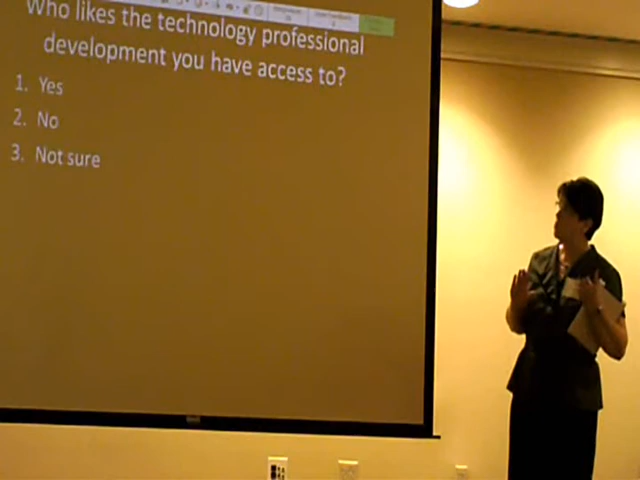 Who likes the technology professional
development you have access to?
1. Yes
2. No
3. Not sure